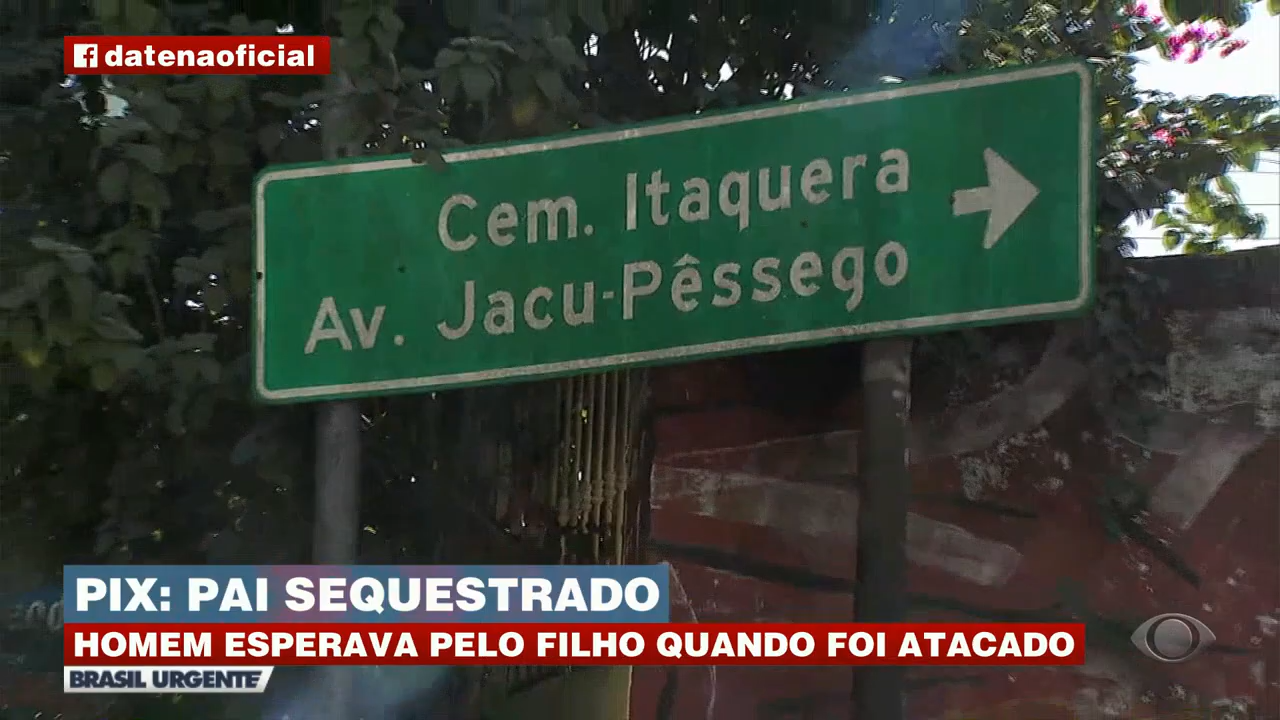 datenaoficial
Cem. Itaquera
Av. Jacu-Pêssego
PIX: PAI SEQUESTRADO
HOMEM ESPERAVA PELO FILHO QUANDO FOI ATACADO
BRASIL URGENTE